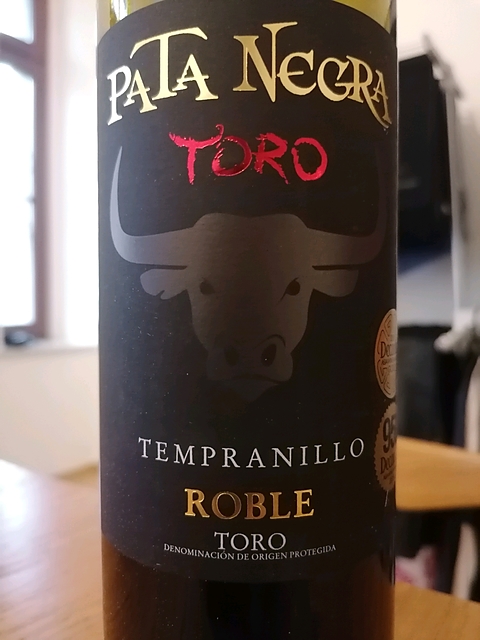 PATA NEGRA
TORO
TEMPRANILLO
ROBLE
TORO
DENOMINACIÓN DE ORIGEN PROTEGIDA